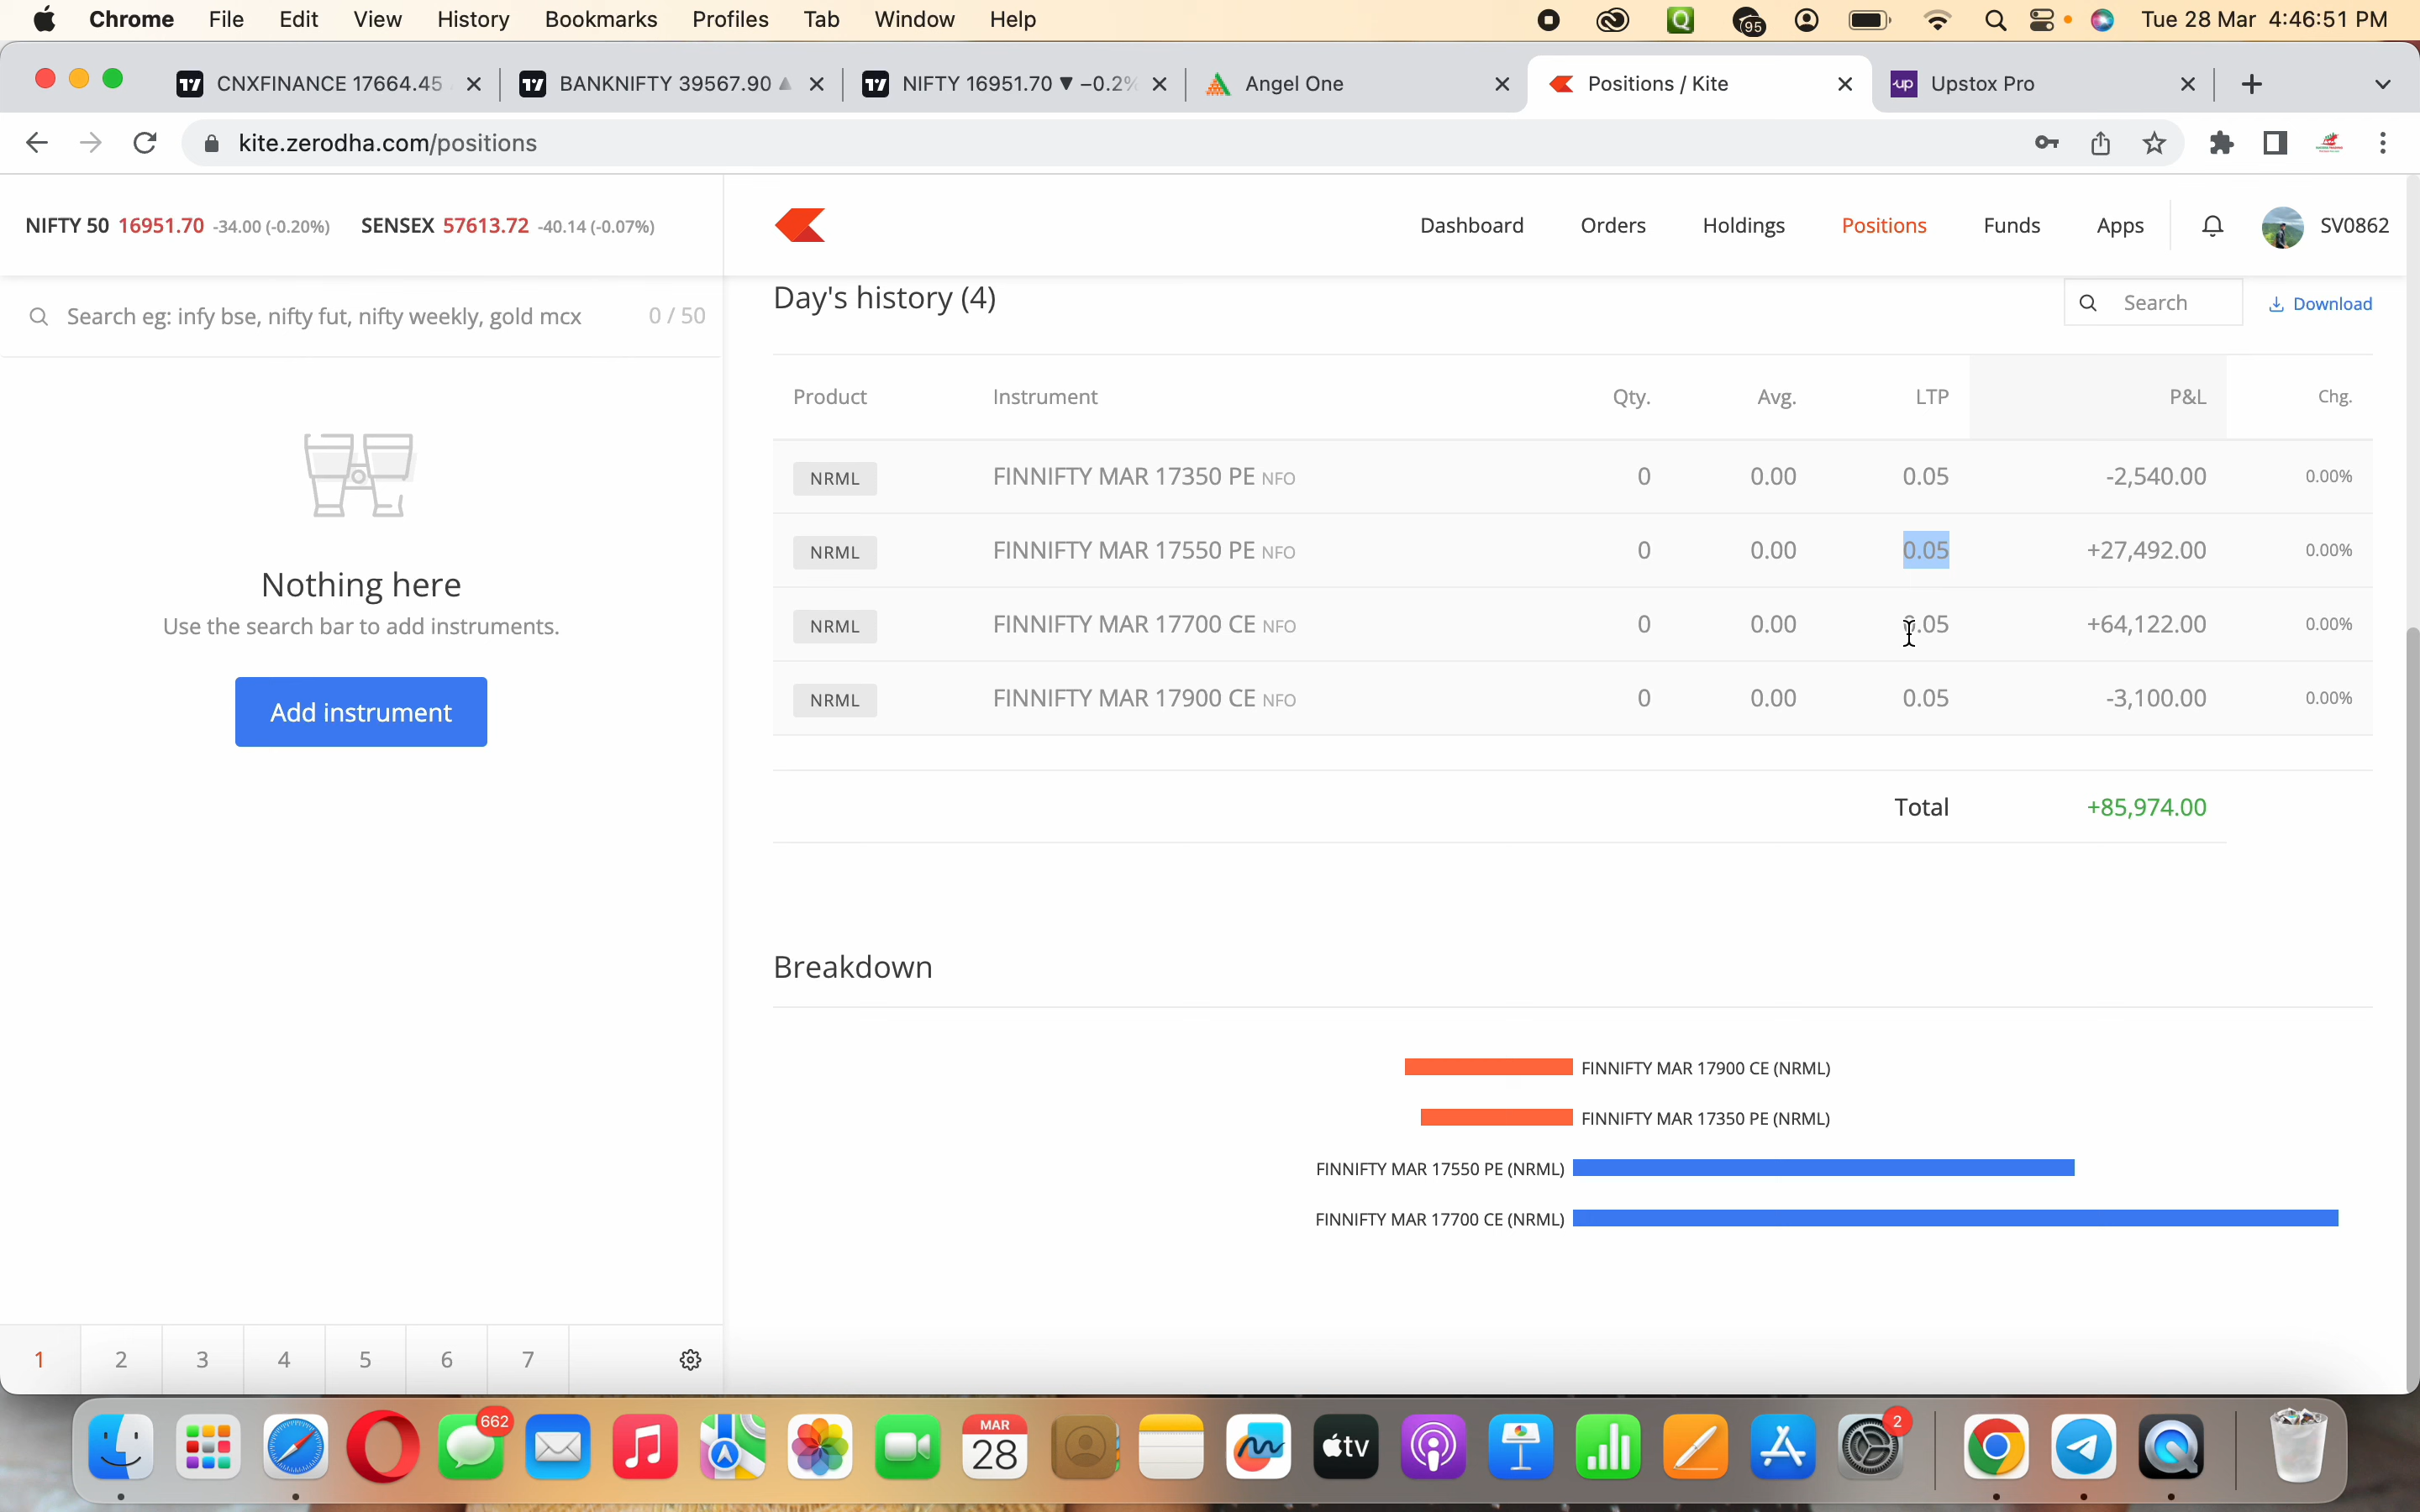 Chrome File Edit View History Bookmarks Profiles Tab Window Help 95 Tue 28 Mar 4:46:51 PM
CNXFINANCE 17664.45 BANKNIFTY 39567.90 ▲ NIFTY 16951.70 ▼ −0.2% Angel One Positions / Kite up Upstox Pro
kite.zerodha.com/positions
NIFTY 50 16951.70 -34.00 (-0.20%) SENSEX 57613.72 -40.14 (-0.07%)
Dashboard Orders Holdings Positions Funds Apps SV0862
Search eg: infy bse, nifty fut, nifty weekly, gold mcx 0 / 50
Nothing here
Use the search bar to add instruments.
Add instrument
1 2 3 4 5 6 7
Day's history (4) Search Download
Product Instrument Qty. Avg. LTP P&L Chg.
NRML FINNIFTY MAR 17350 PE NFO 0 0.00 0.05 -2,540.00 0.00%
NRML FINNIFTY MAR 17550 PE NFO 0 0.00 0.05 +27,492.00 0.00%
NRML FINNIFTY MAR 17700 CE NFO 0 0.00 0.05 +64,122.00 0.00%
NRML FINNIFTY MAR 17900 CE NFO 0 0.00 0.05 -3,100.00 0.00%
Total +85,974.00
Breakdown
FINNIFTY MAR 17900 CE (NRML)
FINNIFTY MAR 17350 PE (NRML)
FINNIFTY MAR 17550 PE (NRML)
FINNIFTY MAR 17700 CE (NRML)
662 MAR 28 tv 2